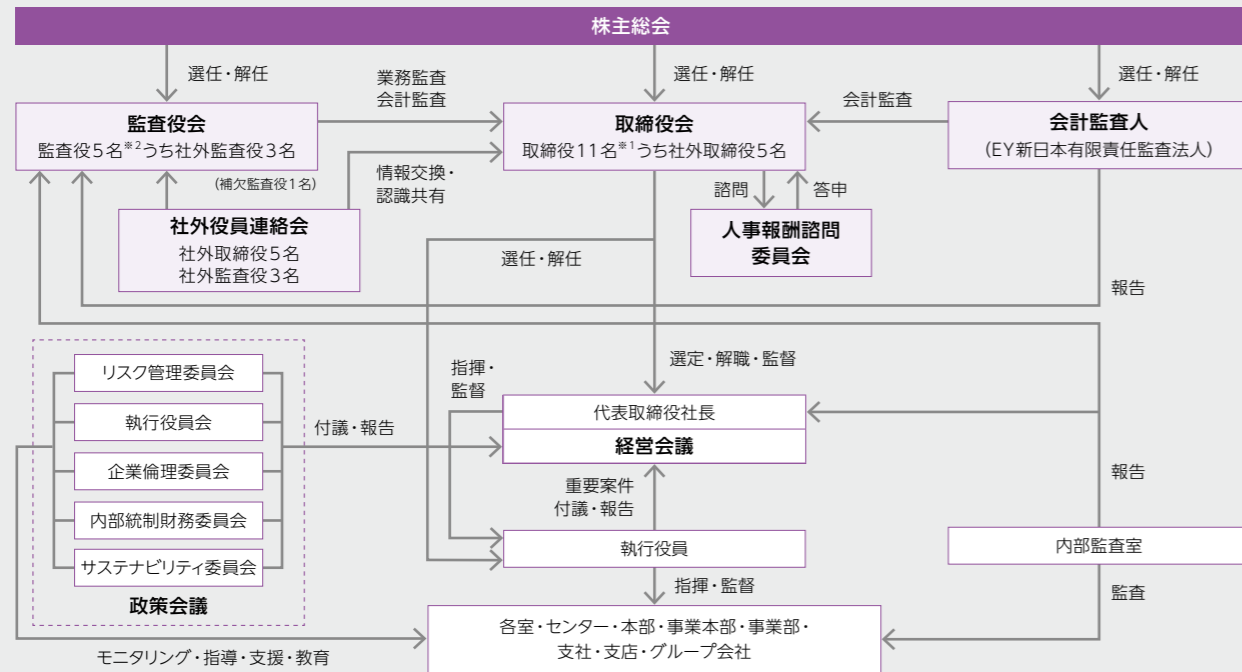 株主総会
選任・解任
業務監査
会計監査
選任・解任
会計監査
選任・解任
監査役会
監査役5名※2うち社外監査役3名
(補欠監査役1名)
取締役会
取締役11名※1うち社外取締役5名
会計監査人
(EY新日本有限責任監査法人)
情報交換・
認識共有
諮問
答申
社外役員連絡会
社外取締役5名
社外監査役3名
人事報酬諮問
委員会
選任・解任
報告
リスク管理委員会
執行役員会
企業倫理委員会
内部統制財務委員会
サステナビリティ委員会
政策会議
付議・報告
指揮・
監督
選定・解職・監督
代表取締役社長
経営会議
重要案件
付議・報告
報告
執行役員
内部監査室
指揮・監督
監査
各室・センター・本部・事業本部・事業部・
支社・支店・グループ会社
モニタリング・指導・支援・教育